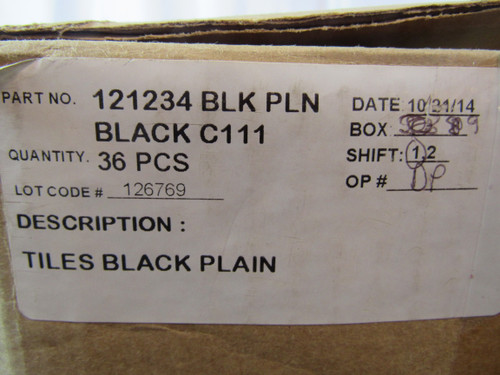 PART NO. 121234 BLK PLN
BLACK C111
QUANTITY. 36 PCS
LOT CODE # 126769
DESCRIPTION :
TILES BLACK PLAIN
DATE 10/21/14
BOX
SHIFT: 1,2
OP # DP